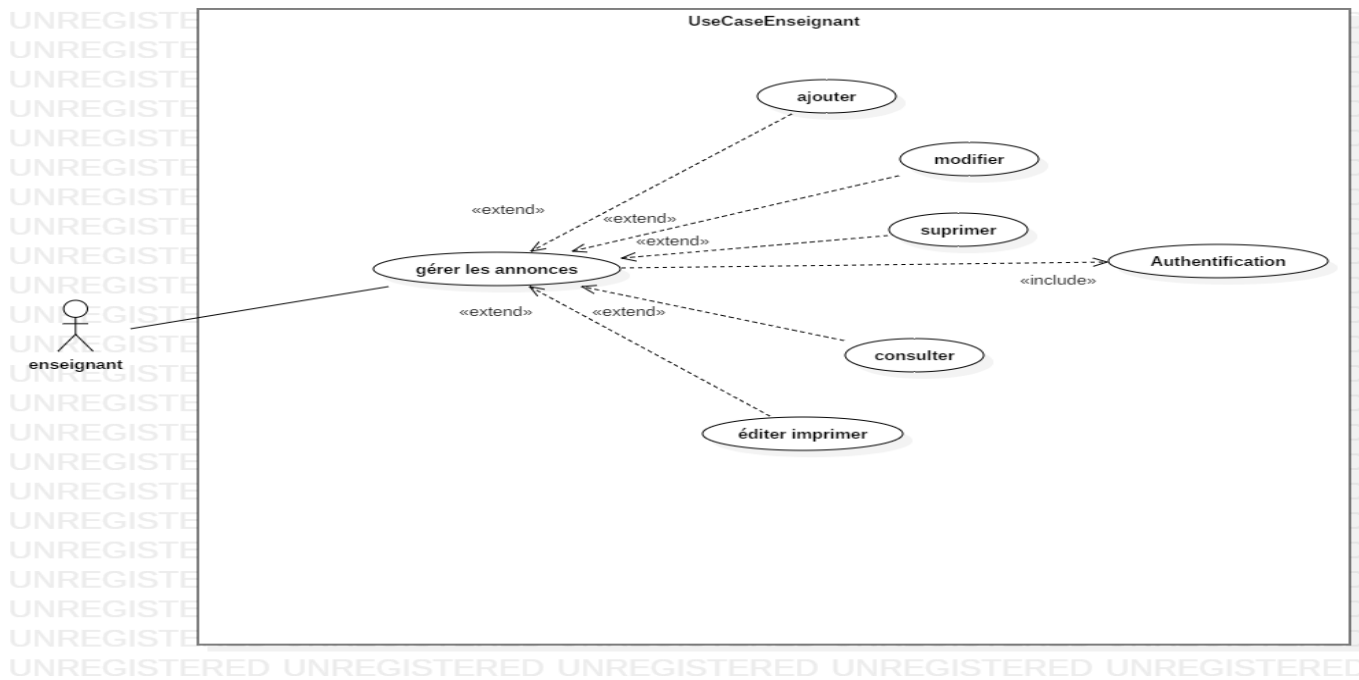 UseCaseEnseignant
ajouter
modifier
«extend»
«extend»
suprimer
«extend»
gérer les annonces
Authentification
«include»
«extend»
«extend»
enseignant
consulter
éditer imprimer
UNREGISTERED UNREGISTERED UNREGISTERED UNREGISTERED UNREGISTERED